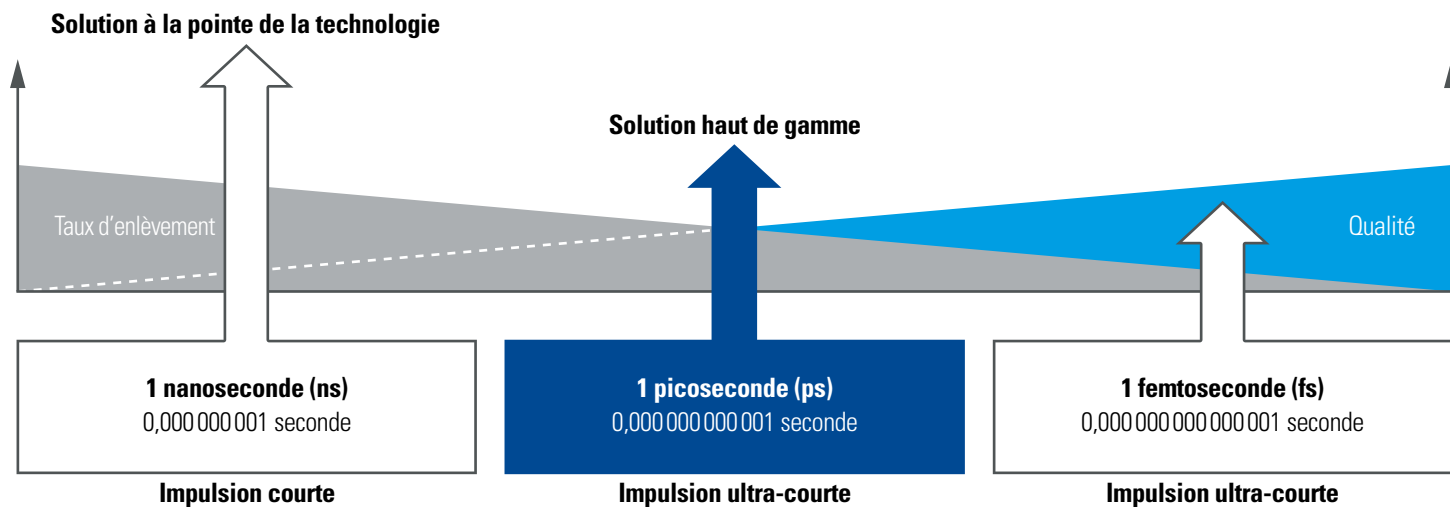 Solution à la pointe de la technologie
Solution haut de gamme
Taux d'enlèvement
Qualité
1 nanoseconde (ns)
0,000 000 001 seconde
Impulsion courte
1 picoseconde (ps)
0,000 000 000 001 seconde
Impulsion ultra-courte
1 femtoseconde (fs)
0,000 000 000 000 001 seconde
Impulsion ultra-courte